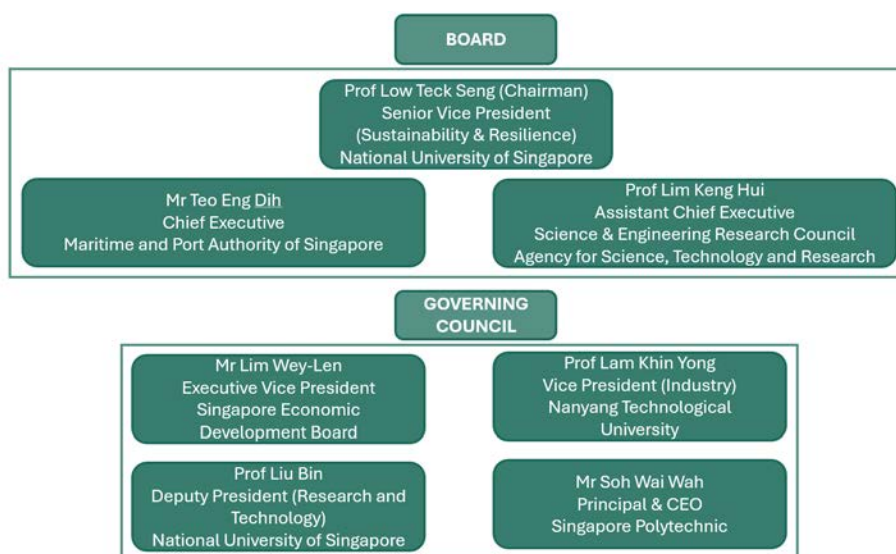 BOARD
Prof Low Teck Seng (Chairman)
Senior Vice President
(Sustainability & Resilience)
National University of Singapore
Mr Teo Eng Dih
Chief Executive
Maritime and Port Authority of Singapore
Prof Lim Keng Hui
Assistant Chief Executive
Science & Engineering Research Council
Agency for Science, Technology and Research
GOVERNING
COUNCIL
Mr Lim Wey-Len
Executive Vice President
Singapore Economic
Development Board
Prof Lam Khin Yong
Vice President (Industry)
Nanyang Technological
University
Prof Liu Bin
Deputy President (Research and
Technology)
National University of Singapore
Mr Soh Wai Wah
Principal & CEO
Singapore Polytechnic